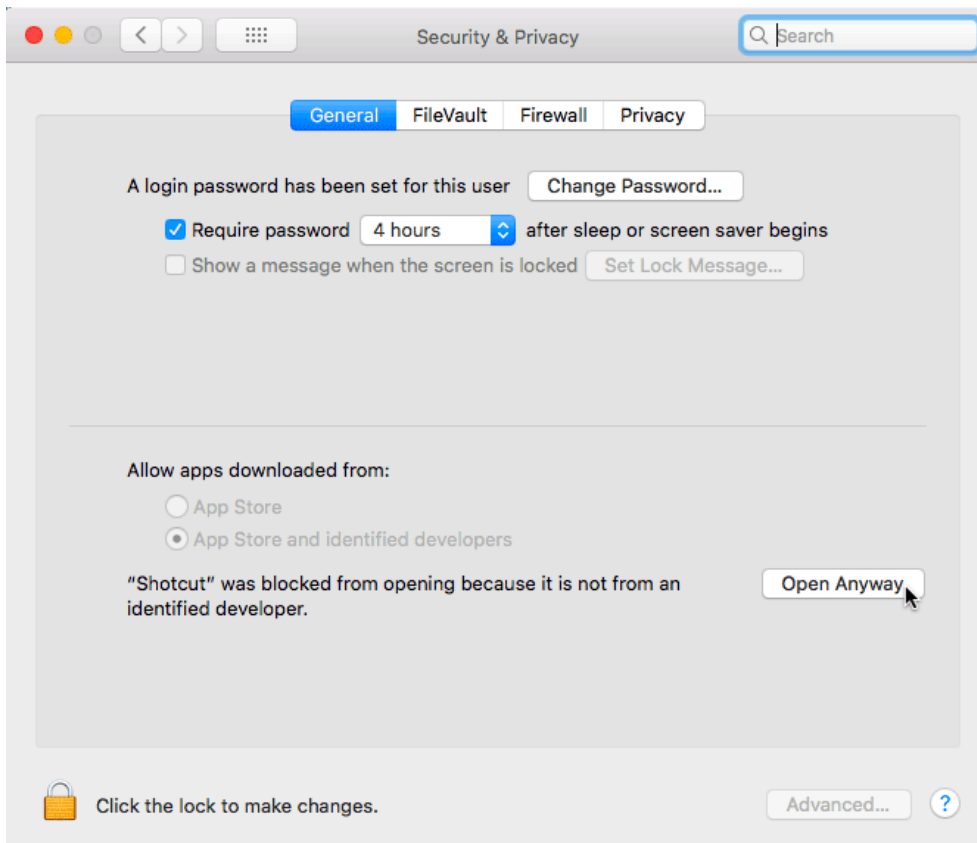 Security & Privacy
Search
General FileVault Firewall Privacy
A login password has been set for this user Change Password...
Require password 4 hours after sleep or screen saver begins
Show a message when the screen is locked Set Lock Message...
Allow apps downloaded from:
App Store
App Store and identified developers
“Shotcut” was blocked from opening because it is not from an
identified developer.
Open Anyway
Click the lock to make changes.
Advanced...
?